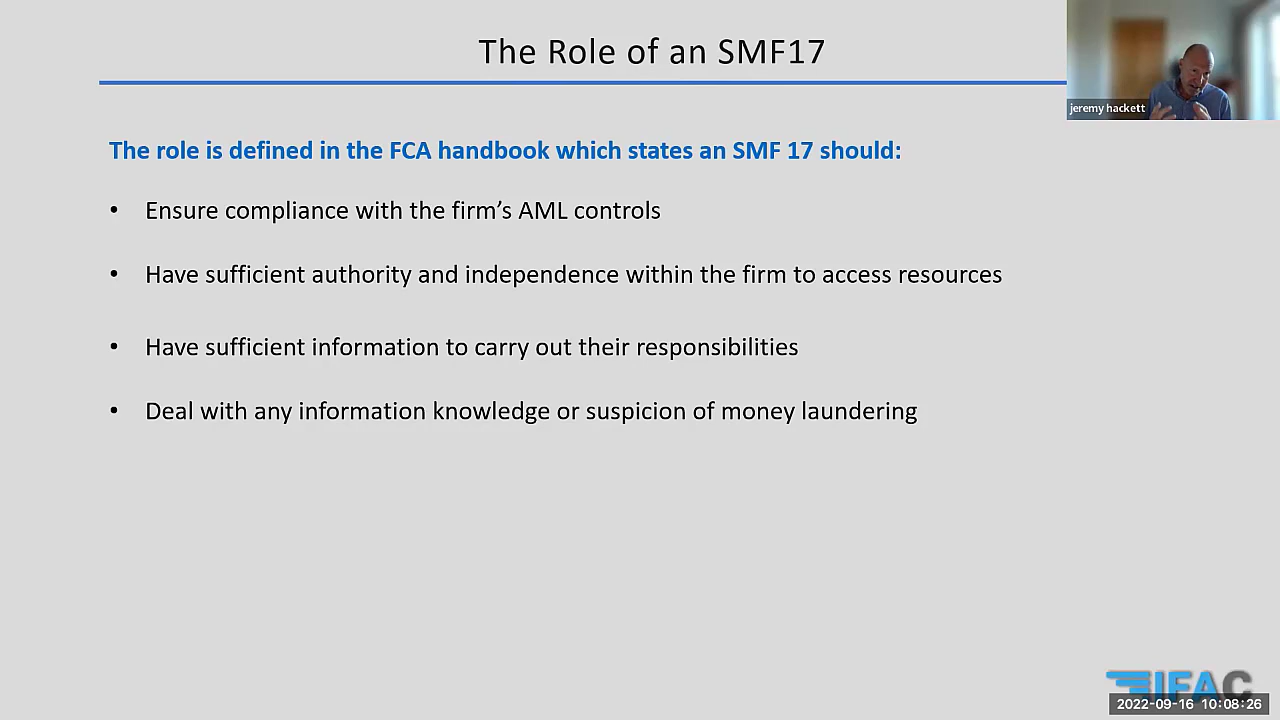 The Role of an SMF17
jeremy hackett
The role is defined in the FCA handbook which states an SMF 17 should:
• Ensure compliance with the firm’s AML controls
• Have sufficient authority and independence within the firm to access resources
• Have sufficient information to carry out their responsibilities
• Deal with any information knowledge or suspicion of money laundering
IFAC
2022-09-16 10:08:26